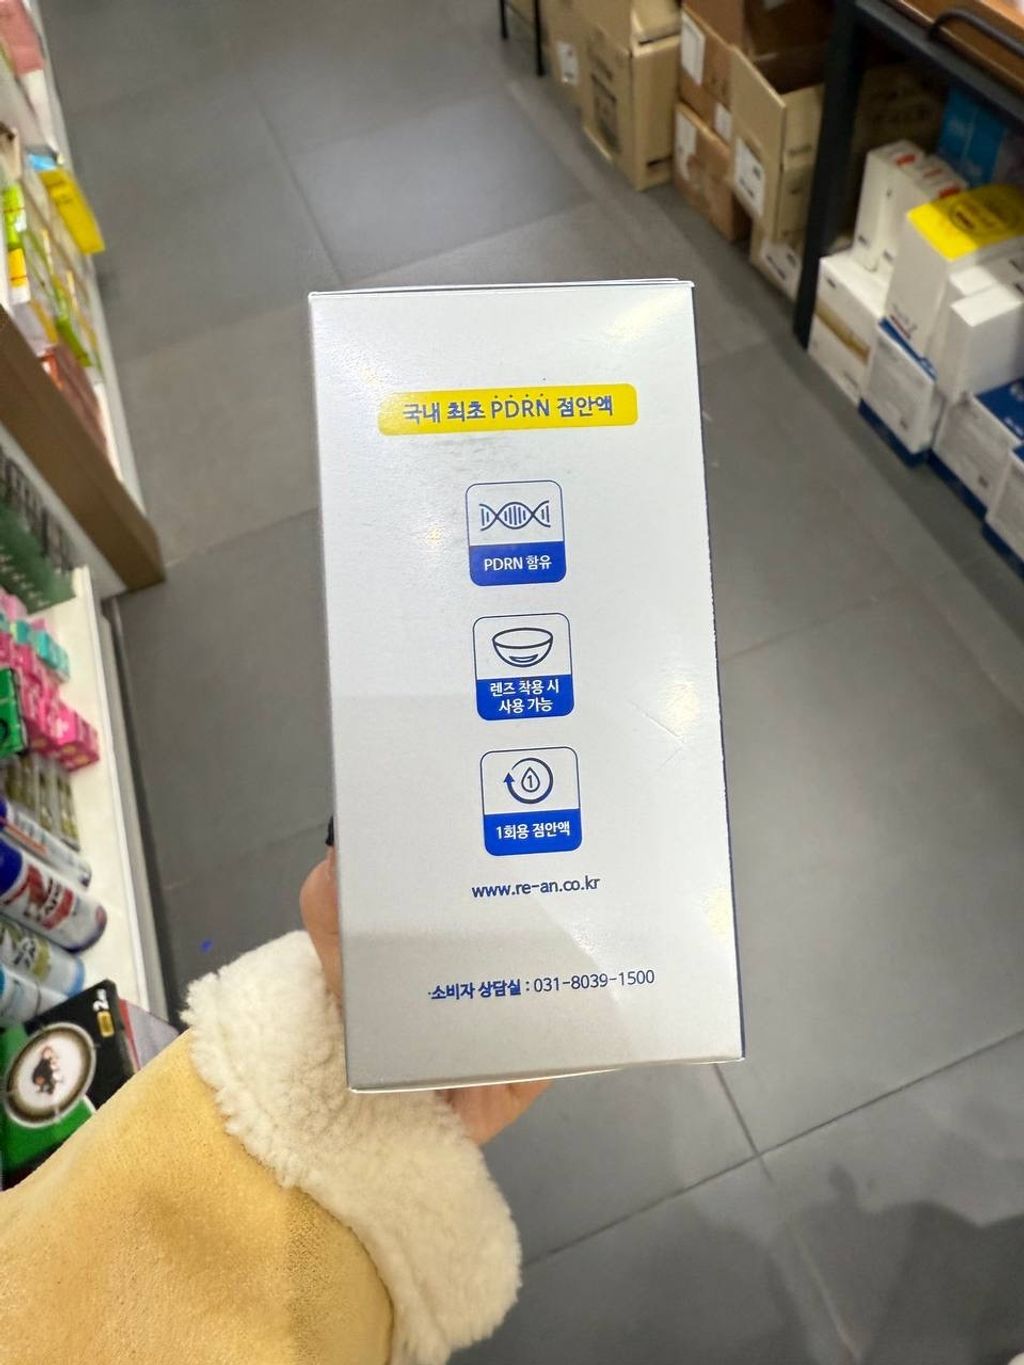 국내 최초 PDRN 점안액
PDRN 함유
렌즈 착용 시
사용 가능
1
1회용 점안액
www.re-an.co.kr
·소비자 상담실 : 031-8039-1500